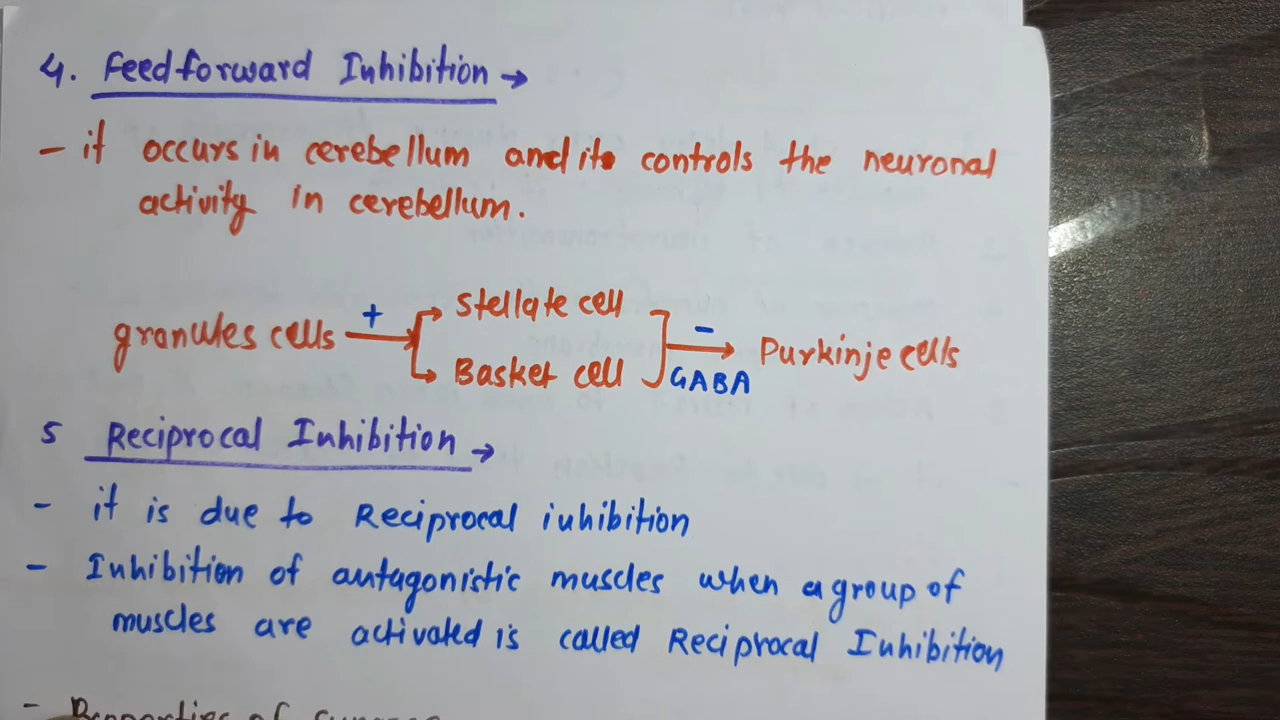 4. Feedforward Inhibition →
- it occurs in cerebellum and its controls the neuronal
activity in cerebellum.
granules cells + → Stellate cell
Basket cell
- GABA → Purkinje cells
5 Reciprocal Inhibition →
- it is due to Reciprocal inhibition
- Inhibition of antagonistic muscles when a group of
muscles are activated is called Reciprocal Inhibition
- Properties of